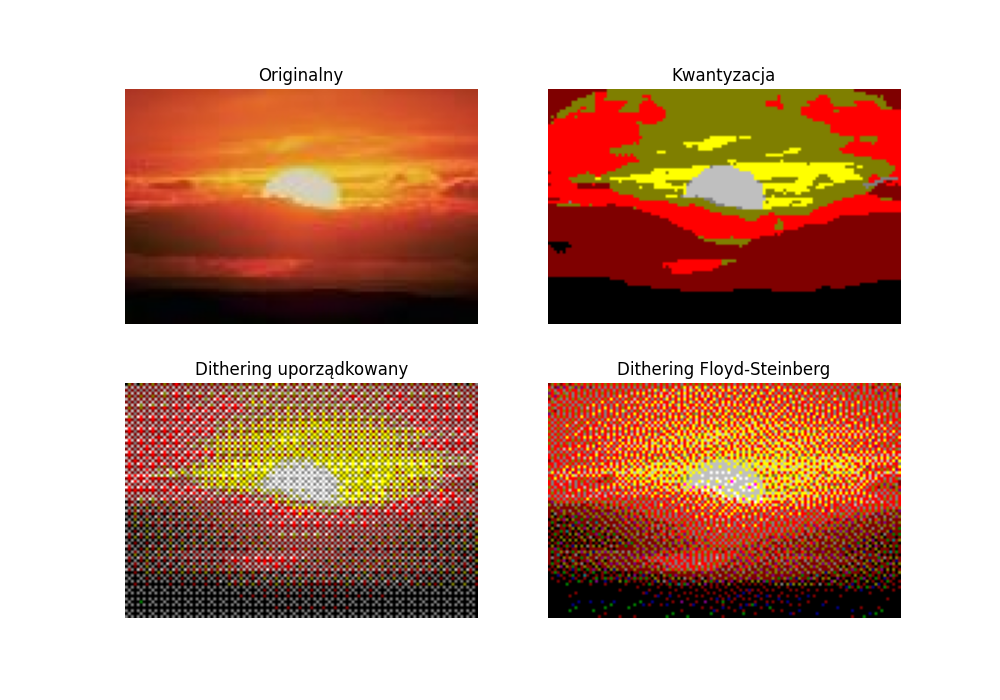 Originalny
Kwantyzacja
Dithering uporządkowany
Dithering Floyd-Steinberg